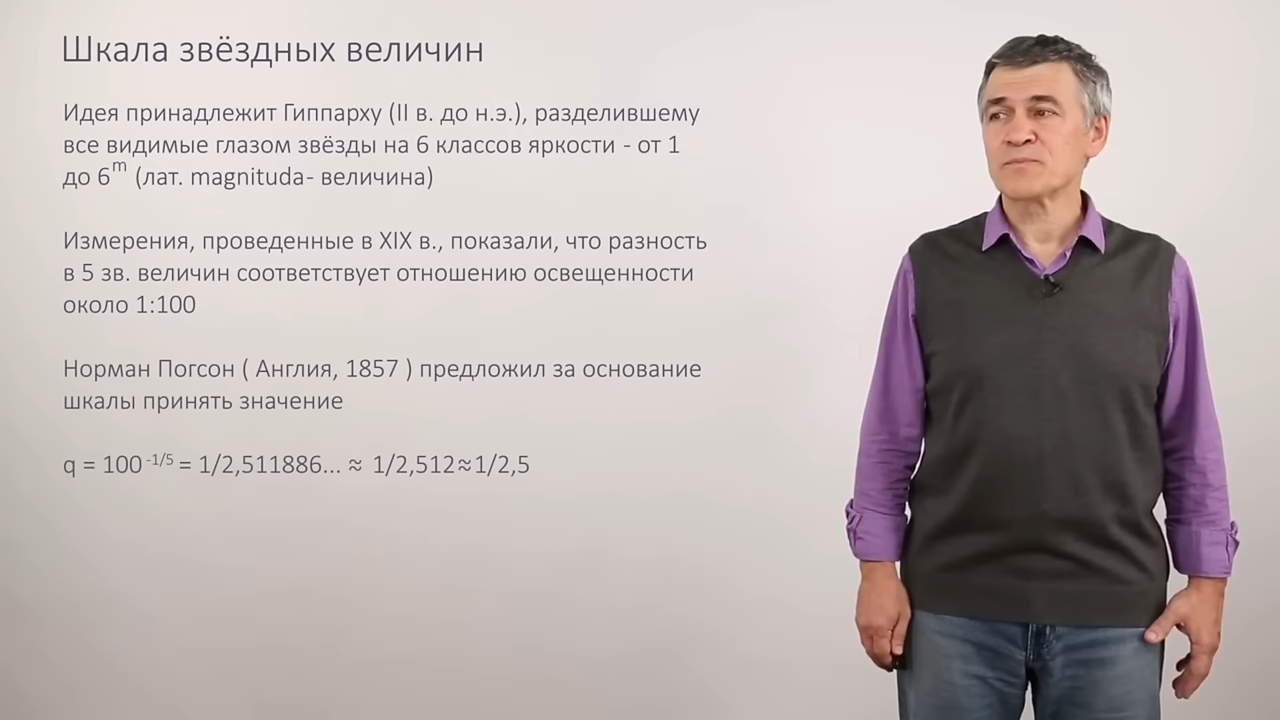 Шкала звёздных величин
Идея принадлежит Гиппарху (II в. до н.э.), разделившему
все видимые глазом звёзды на 6 классов яркости - от 1
до 6ᵐ (лат. magnituda- величина)
Измерения, проведенные в XIX в., показали, что разность
в 5 зв. величин соответствует отношению освещенности
около 1:100
Норман Погсон ( Англия, 1857 ) предложил за основание
шкалы принять значение
q = 100 ⁻¹/⁵ = 1/2,511886... ≈ 1/2,512≈1/2,5